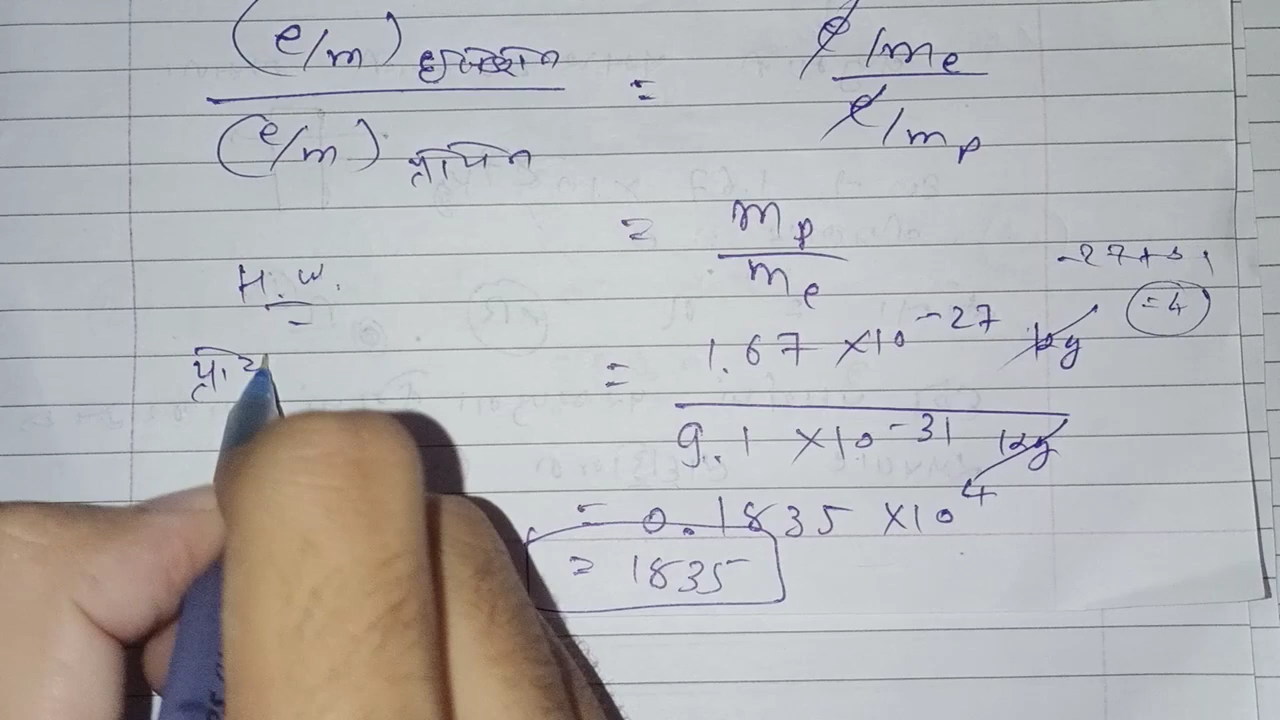 (e/m) इलेक्ट्रॉन = e/me
(e/m) प्रोटॉन e/mp
= mp
me
-27+31
=4
H.W.
= 1.67 ×10⁻²⁷ kg
9.1 ×10⁻³¹ kg
= 0.1835 ×10⁴
= 1835